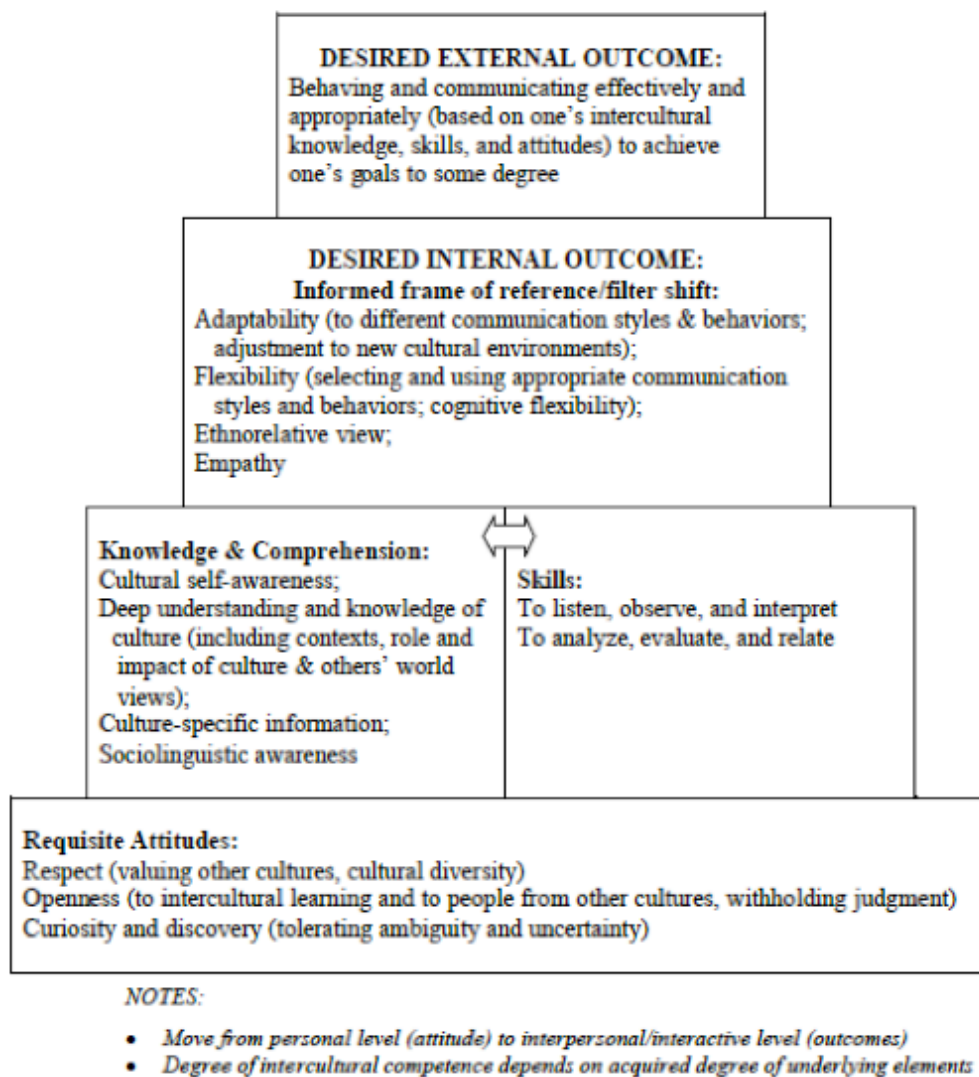 DESIRED EXTERNAL OUTCOME:
Behaving and communicating effectively and
appropriately (based on one's intercultural
knowledge, skills, and attitudes) to achieve
one's goals to some degree
DESIRED INTERNAL OUTCOME:
Informed frame of reference/filter shift:
Adaptability (to different communication styles & behaviors;
adjustment to new cultural environments);
Flexibility (selecting and using appropriate communication
styles and behaviors; cognitive flexibility);
Ethnorelative view;
Empathy
Knowledge & Comprehension:
Cultural self-awareness;
Deep understanding and knowledge of
culture (including contexts, role and
impact of culture & others' world
views);
Culture-specific information;
Sociolinguistic awareness
Skills:
To listen, observe, and interpret
To analyze, evaluate, and relate
Requisite Attitudes:
Respect (valuing other cultures, cultural diversity)
Openness (to intercultural learning and to people from other cultures, withholding judgment)
Curiosity and discovery (tolerating ambiguity and uncertainty)
NOTES:
• Move from personal level (attitude) to interpersonal/interactive level (outcomes)
• Degree of intercultural competence depends on acquired degree of underlying elements